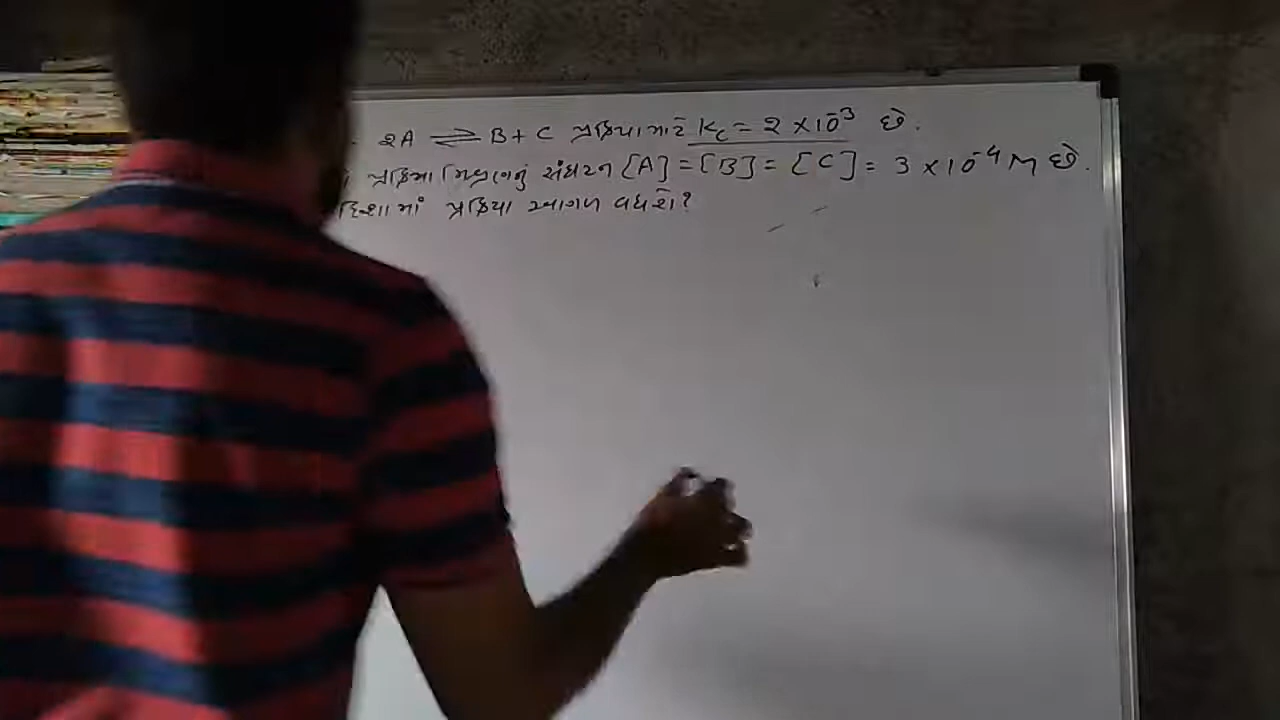 2A ⇌ B + C પ્રક્રિયા માટે Kc = 2 × 10⁻³ છે.
પ્રક્રિયા મિશ્રણનું સંઘટન [A] = [B] = [C] = 3 × 10⁻⁴ M છે.
દિશામાં પ્રક્રિયા આગળ વધશે?